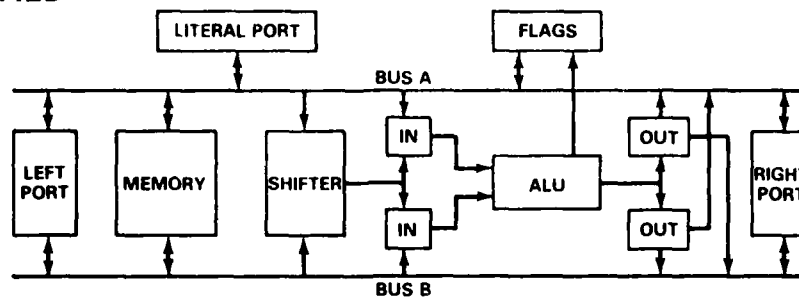 LITERAL PORT
FLAGS
BUS A
LEFT
PORT
MEMORY
SHIFTER
IN
IN
ALU
OUT
OUT
RIGHT
PORT
BUS B